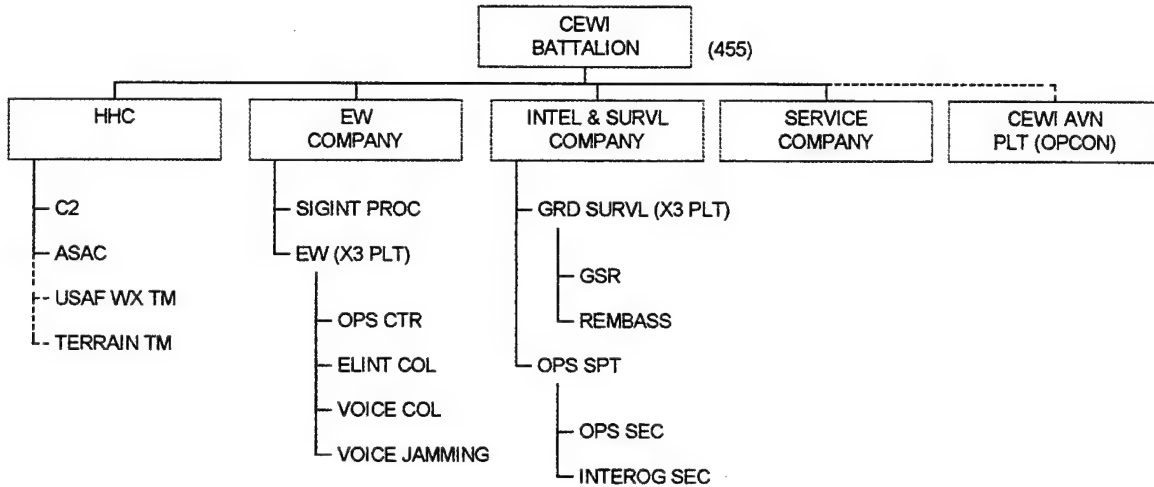 CEWI
BATTALION
(455)
HHC
EW
COMPANY
INTEL & SURVL
COMPANY
SERVICE
COMPANY
CEWI AVN
PLT (OPCON)
C2
ASAC
USAF WX TM
TERRAIN TM
SIGINT PROC
EW (X3 PLT)
OPS CTR
ELINT COL
VOICE COL
VOICE JAMMING
GRD SURVL (X3 PLT)
GSR
REMBASS
OPS SPT
OPS SEC
INTEROG SEC